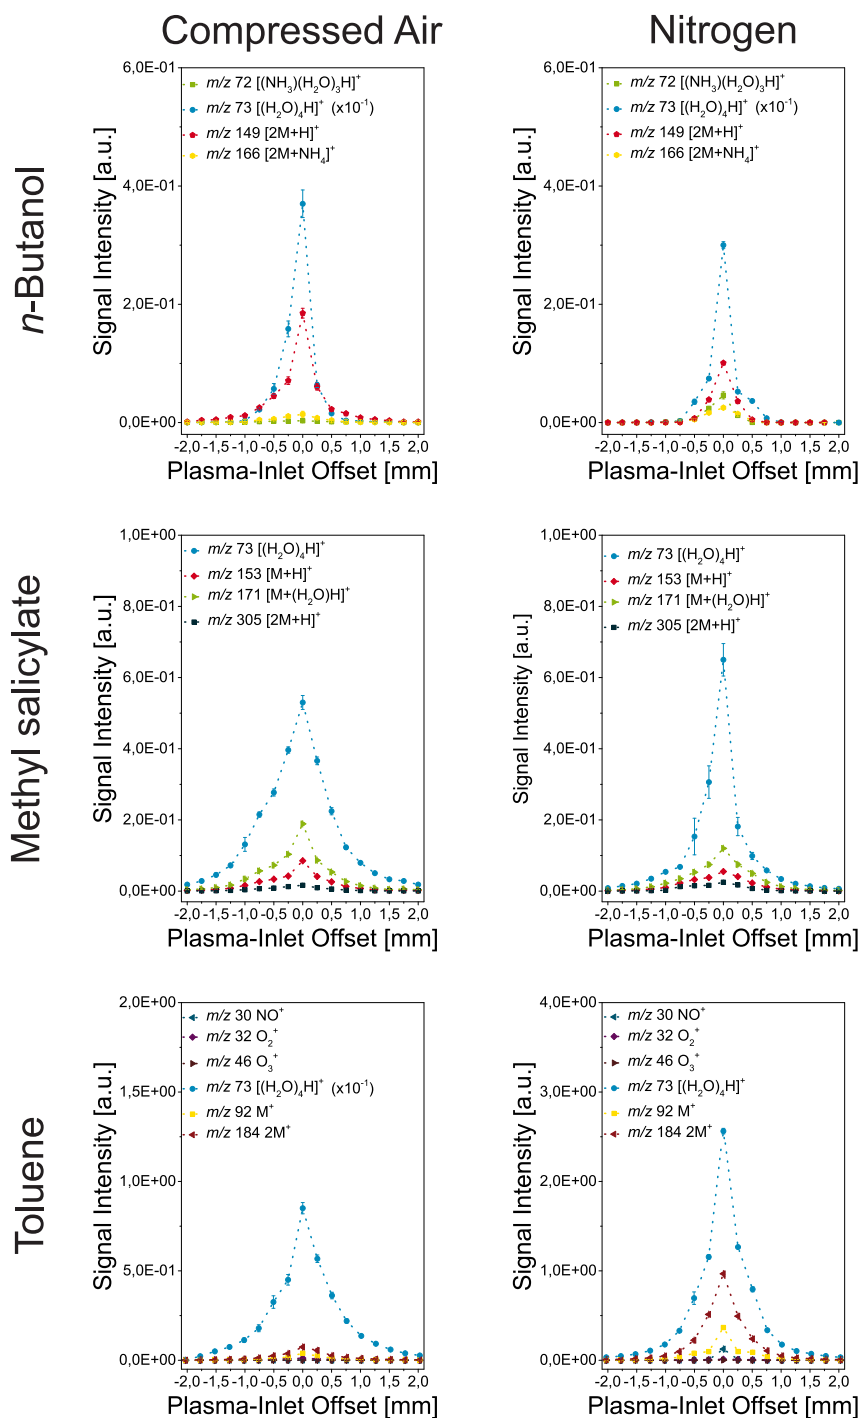 Compressed Air
Nitrogen
n-Butanol
6,0E-01
4,0E-01
2,0E-01
0,0E+00
Signal Intensity [a.u.]
m/z 72 [(NH₃)(H₂O)₃H]⁺
m/z 73 [(H₂O)₄H]⁺ (x10⁻¹)
m/z 149 [2M+H]⁺
m/z 166 [2M+NH₄]⁺
-2,0 -1,5 -1,0 -0,5 0,0 0,5 1,0 1,5 2,0
Plasma-Inlet Offset [mm]
6,0E-01
4,0E-01
2,0E-01
0,0E+00
Signal Intensity [a.u.]
m/z 72 [(NH₃)(H₂O)₃H]⁺
m/z 73 [(H₂O)₄H]⁺ (x10⁻¹)
m/z 149 [2M+H]⁺
m/z 166 [2M+NH₄]⁺
-2,0 -1,5 -1,0 -0,5 0,0 0,5 1,0 1,5 2,0
Plasma-Inlet Offset [mm]
Methyl salicylate
1,0E+00
8,0E-01
6,0E-01
4,0E-01
2,0E-01
0,0E+00
Signal Intensity [a.u.]
m/z 73 [(H₂O)₄H]⁺
m/z 153 [M+H]⁺
m/z 171 [M+(H₂O)H]⁺
m/z 305 [2M+H]⁺
-2,0 -1,5 -1,0 -0,5 0,0 0,5 1,0 1,5 2,0
Plasma-Inlet Offset [mm]
1,0E+00
8,0E-01
6,0E-01
4,0E-01
2,0E-01
0,0E+00
Signal Intensity [a.u.]
m/z 73 [(H₂O)₄H]⁺
m/z 153 [M+H]⁺
m/z 171 [M+(H₂O)H]⁺
m/z 305 [2M+H]⁺
-2,0 -1,5 -1,0 -0,5 0,0 0,5 1,0 1,5 2,0
Plasma-Inlet Offset [mm]
Toluene
2,0E+00
1,5E+00
1,0E+00
5,0E-01
0,0E+00
Signal Intensity [a.u.]
m/z 30 NO⁺
m/z 32 O₂⁺
m/z 46 O₃⁺
m/z 73 [(H₂O)₄H]⁺ (x10⁻¹)
m/z 92 M⁺
m/z 184 2M⁺
-2,0 -1,5 -1,0 -0,5 0,0 0,5 1,0 1,5 2,0
Plasma-Inlet Offset [mm]
4,0E+00
3,0E+00
2,0E+00
1,0E+00
0,0E+00
Signal Intensity [a.u.]
m/z 30 NO⁺
m/z 32 O₂⁺
m/z 46 O₃⁺
m/z 73 [(H₂O)₄H]⁺
m/z 92 M⁺
m/z 184 2M⁺
-2,0 -1,5 -1,0 -0,5 0,0 0,5 1,0 1,5 2,0
Plasma-Inlet Offset [mm]